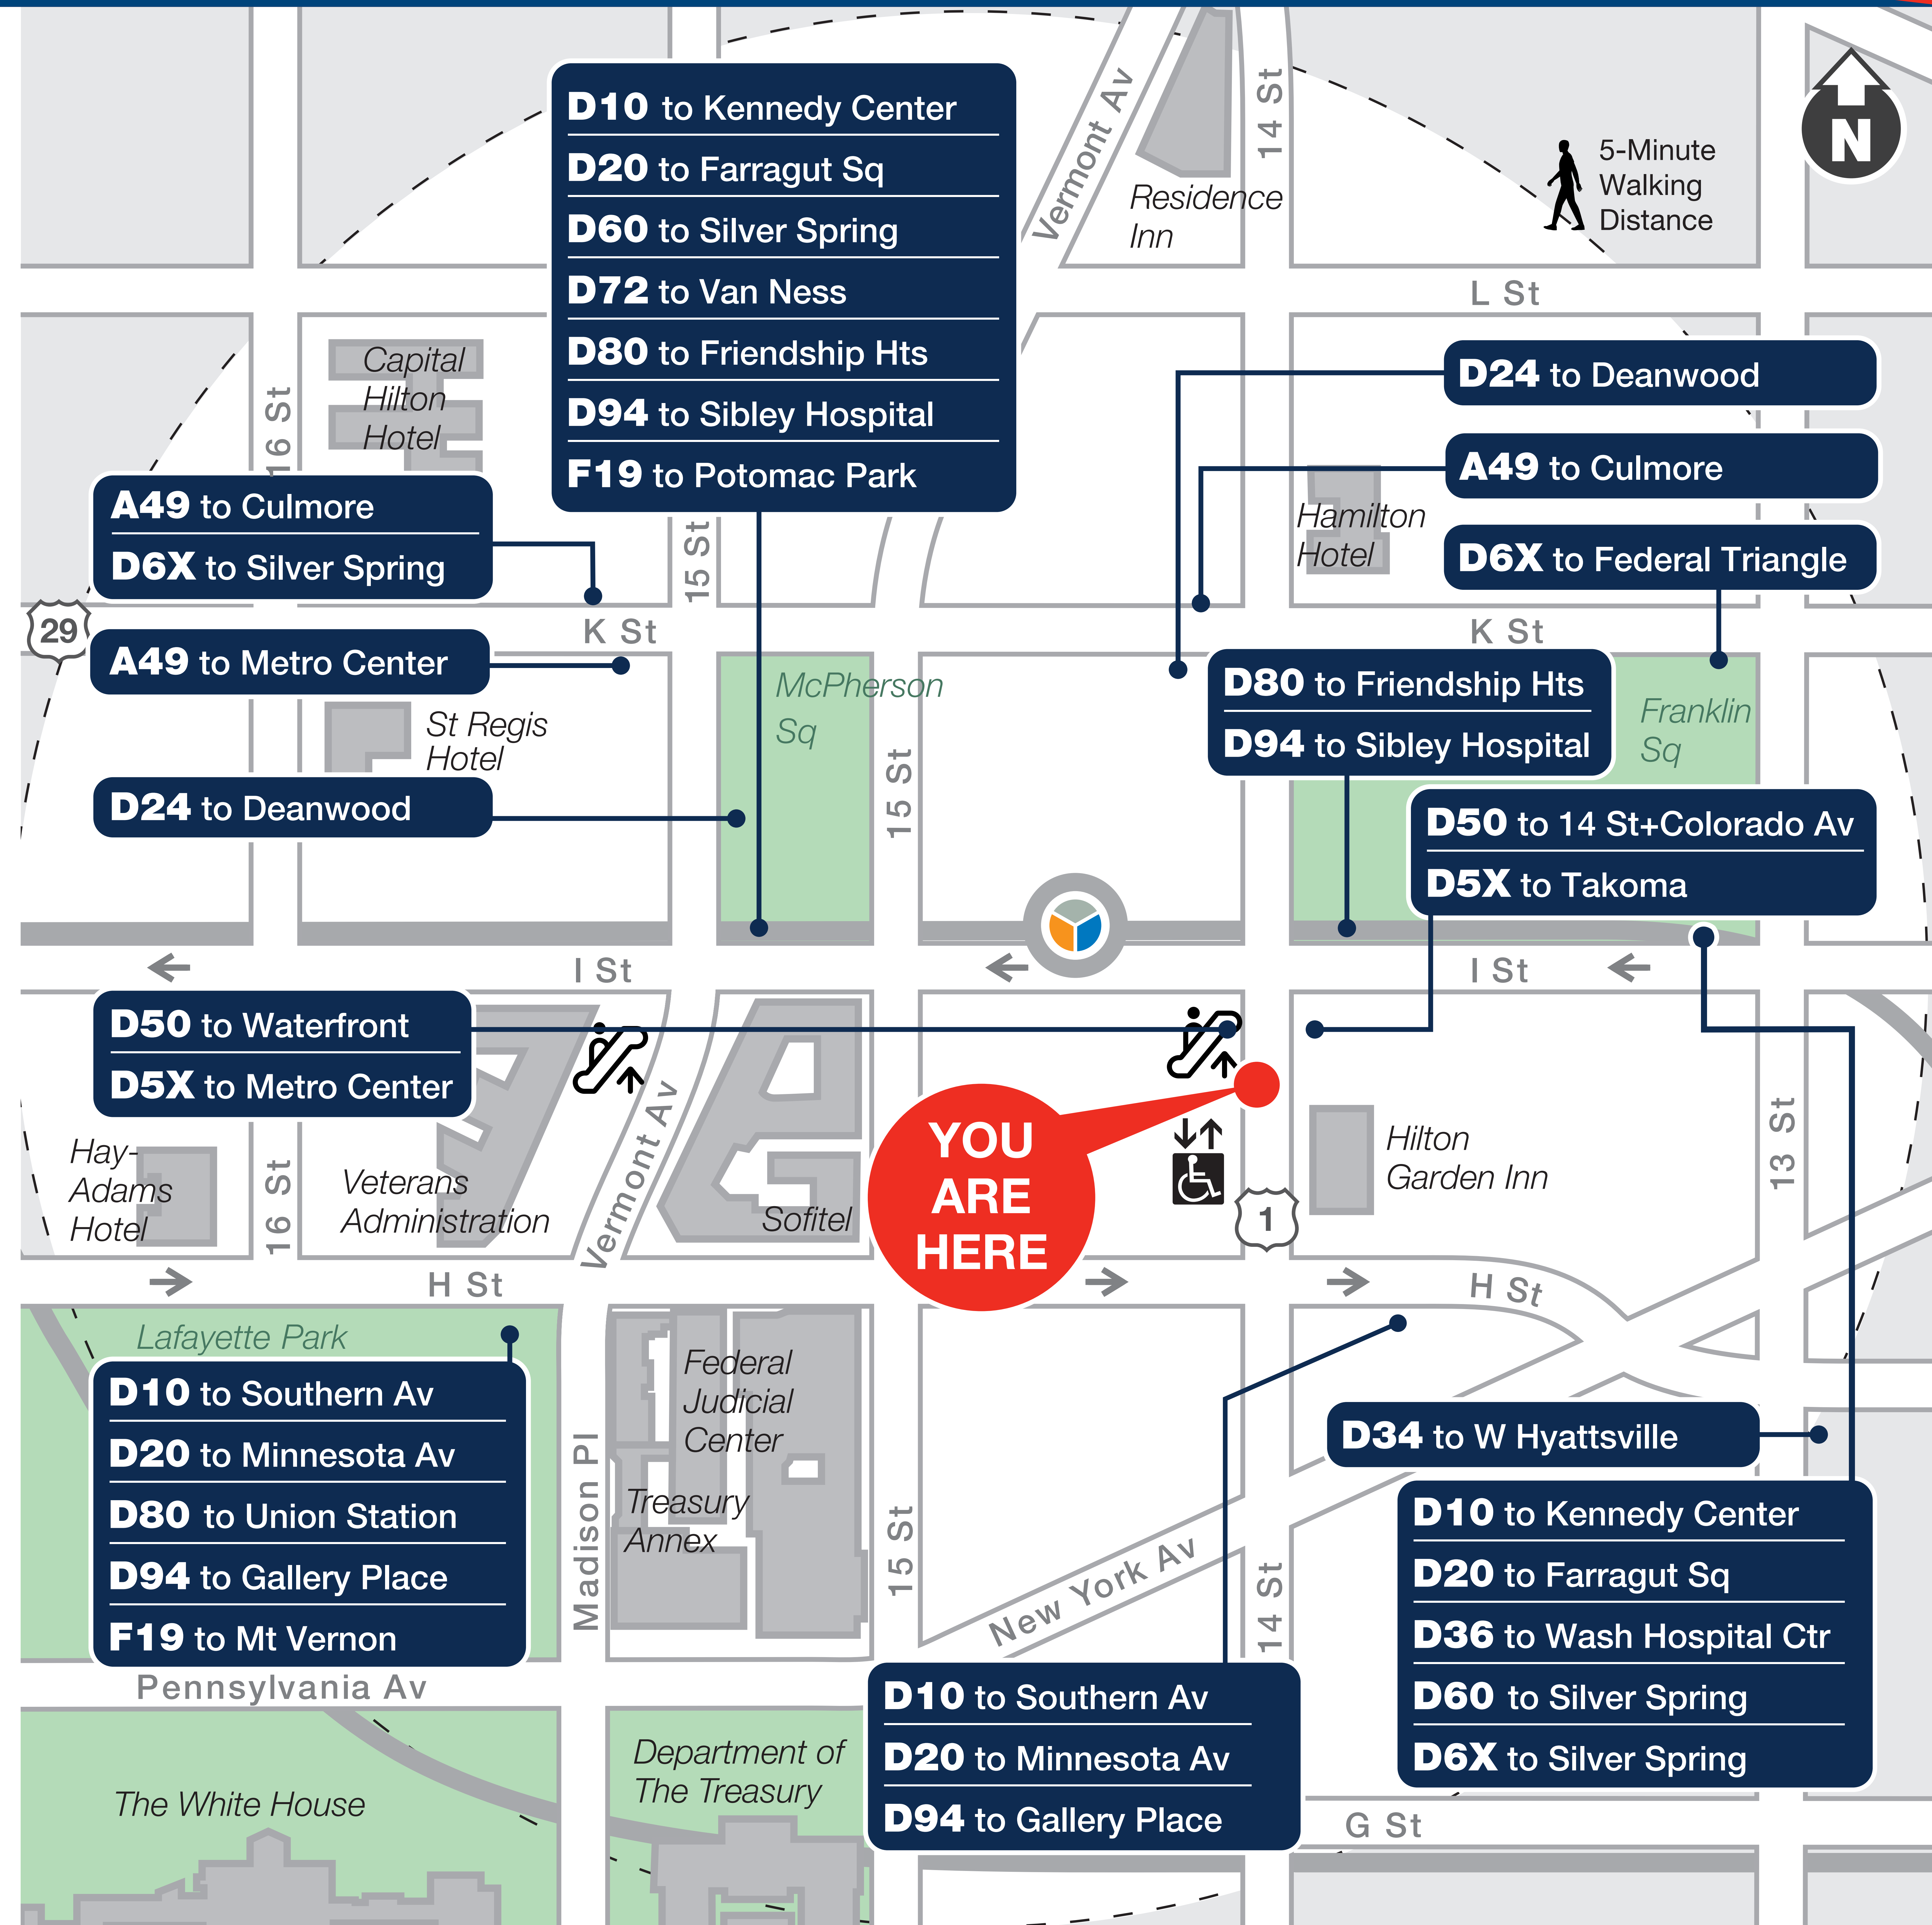 D10 to Kennedy Center
D20 to Farragut Sq
D60 to Silver Spring
D72 to Van Ness
D80 to Friendship Hts
D94 to Sibley Hospital
F19 to Potomac Park
Vermont Av
14 St
Residence
Inn
5-Minute
Walking
Distance
N
L St
Capital
Hilton
Hotel
16 St
D24 to Deanwood
A49 to Culmore
D6X to Federal Triangle
Hamilton
Hotel
A49 to Culmore
D6X to Silver Spring
15 St
29
K St
K St
A49 to Metro Center
McPherson
Sq
D80 to Friendship Hts
D94 to Sibley Hospital
Franklin
Sq
St Regis
Hotel
D24 to Deanwood
15 St
D50 to 14 St+Colorado Av
D5X to Takoma
I St
I St
D50 to Waterfront
D5X to Metro Center
YOU
ARE
HERE
Hay-
Adams
Hotel
16 St
Veterans
Administration
Vermont Av
Sofitel
1
Hilton
Garden Inn
13 St
H St
H St
Lafayette Park
D10 to Southern Av
D20 to Minnesota Av
D80 to Union Station
D94 to Gallery Place
F19 to Mt Vernon
Federal
Judicial
Center
Treasury
Annex
Madison Pl
15 St
New York Av
14 St
D34 to W Hyattsville
D10 to Kennedy Center
D20 to Farragut Sq
D36 to Wash Hospital Ctr
D60 to Silver Spring
D6X to Silver Spring
Pennsylvania Av
D10 to Southern Av
D20 to Minnesota Av
D94 to Gallery Place
Department of
The Treasury
The White House
G St